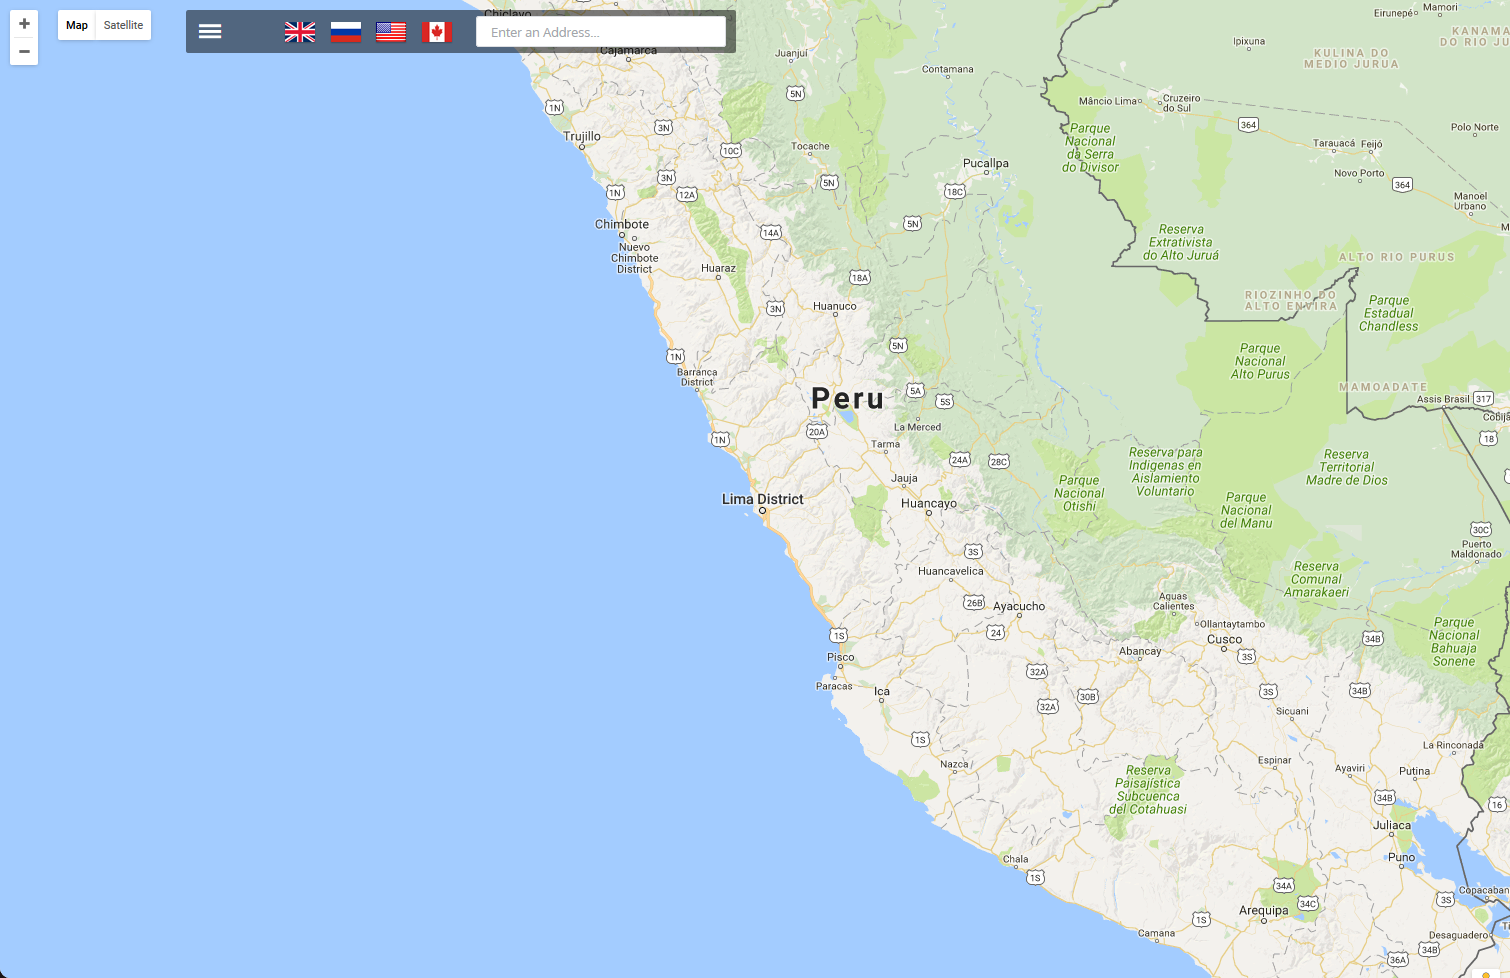 +
−
Map
Satellite
Enter an Address...
Chiclayo
Cajamarca
Eirunepé
Mamori
Ipixuna
KULINA DO
MEDIO JURUA
Juanjuí
Contamana
5N
1N
Mâncio Lima
Cruzeiro
do Sul
364
Trujillo
3N
10C
Tocache
Parque
Nacional
da Serra
do Divisor
Polo Norte
Tarauacá
Feijó
Pucallpa
Novo Porto
364
3N
1N
12A
5N
18C
Manoel
Urbano
Chimbote
Nuevo
Chimbote
District
14A
5N
Reserva
Extrativista
do Alto Juruá
Huaraz
18A
ALTO RIO PURUS
RIOZINHO DO
ALTO ENVIRA
Parque
Estadual
Chandless
3N
Huanuco
5N
1N
Barranca
District
Parque
Nacional
Alto Purus
Peru
5A
5S
MAMOADATE
Assis Brasil
317
1N
20A
La Merced
Tarma
18
24A
28C
Reserva para
Indigenas en
Aislamiento
Voluntario
Reserva
Territorial
Madre de Dios
Jauja
Parque
Nacional
Otishi
Lima District
Huancayo
Parque
Nacional
del Manu
30C
Puerto
Maldonado
3S
Huancavelica
Reserva
Comunal
Amarakaeri
26B
Ayacucho
Aguas
Calientes
Ollantaytambo
24
1S
Cusco
34B
Parque
Nacional
Bahuaja
Sonene
Pisco
Abancay
3S
32A
Paracas
Ica
30B
3S
34B
32A
Sicuani
1S
La Rinconada
Nazca
Espinar
Ayaviri
Putina
Reserva
Paisajística
Subcuenca
del Cotahuasi
34B
16
Juliaca
Chala
Puno
1S
34A
3S
34C
Arequipa
1S
Camana
Desaguadero
34B
36A